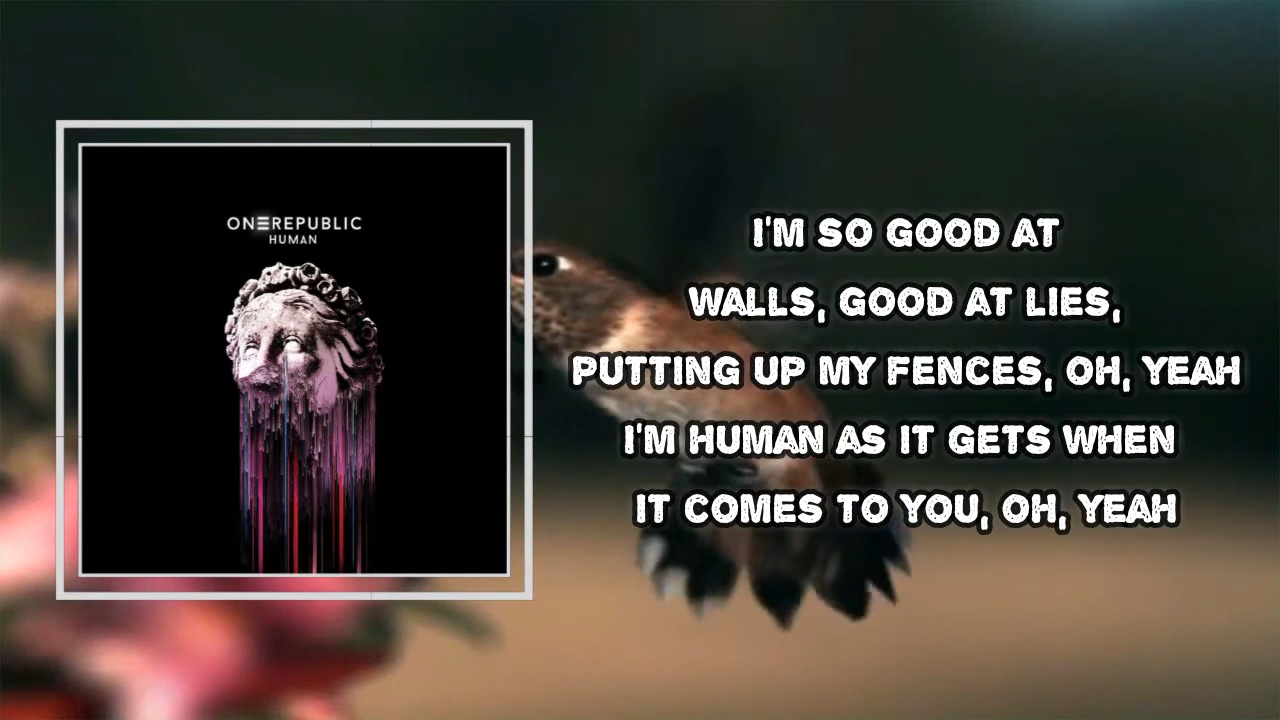 ONEREPUBLIC
HUMAN
I'M SO GOOD AT
WALLS, GOOD AT LIES,
PUTTING UP MY FENCES, OH, YEAH
I'M HUMAN AS IT GETS WHEN
IT COMES TO YOU, OH, YEAH